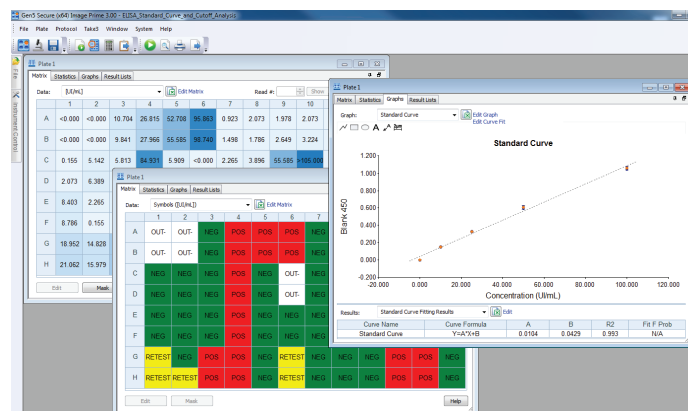 Gen5 Secure (x64) Image Prime 3.00 - ELISA_Standard_Curve_and_Cutoff_Analysis
File Plate Protocol Take3 Window System Help
File
Instrument Control
Plate 1
Matrix Statistics Graphs Result Lists
Data: [UI/mL] Edit Matrix Read #: Show
1 2 3 4 5 6 7 8 9 10
A <0.000 <0.000 10.704 26.815 52.708 95.863 0.923 2.073 1.978 2.073
B <0.000 <0.000 9.841 27.966 55.585 98.740 1.498 1.786 2.649 3.224
C 0.155 5.142 5.813 84.931 5.909 <0.000 2.265 3.896 55.585 >105.000
D 2.073 6.389
E 8.403 2.265
F 8.786 0.155
G 18.952 14.828
H 21.062 15.979
Edit Mask
Plate 1
Matrix Statistics Graphs Result Lists
Data: Symbols ([UI/mL]) Edit Matrix
1 2 3 4 5 6 7
A OUT- OUT- NEG POS POS POS NEG
B OUT- OUT- NEG POS POS POS NEG
C NEG NEG NEG POS NEG OUT- NEG
D NEG NEG NEG POS NEG OUT- NEG
E NEG NEG NEG POS NEG NEG NEG
F NEG NEG NEG POS NEG NEG NEG
G RETEST NEG POS POS NEG RETEST NEG NEG NEG POS POS NEG
H RETEST RETEST POS POS NEG RETEST NEG NEG NEG POS POS NEG
Edit Mask Help
Plate 1
Matrix Statistics Graphs Result Lists
Graph: Standard Curve Edit Graph
Edit Curve Fit
A
Standard Curve
Blank 450
1.200
1.000
0.800
0.600
0.400
0.200
0.000
-0.200
-20.000 0.000 20.000 40.000 60.000 80.000 100.000 120.000
Concentration (UI/mL)
Results: Standard Curve Fitting Results Edit
Curve Name Curve Formula A B R2 Fit F Prob
Standard Curve Y=A*X+B 0.0104 0.0429 0.993 N/A